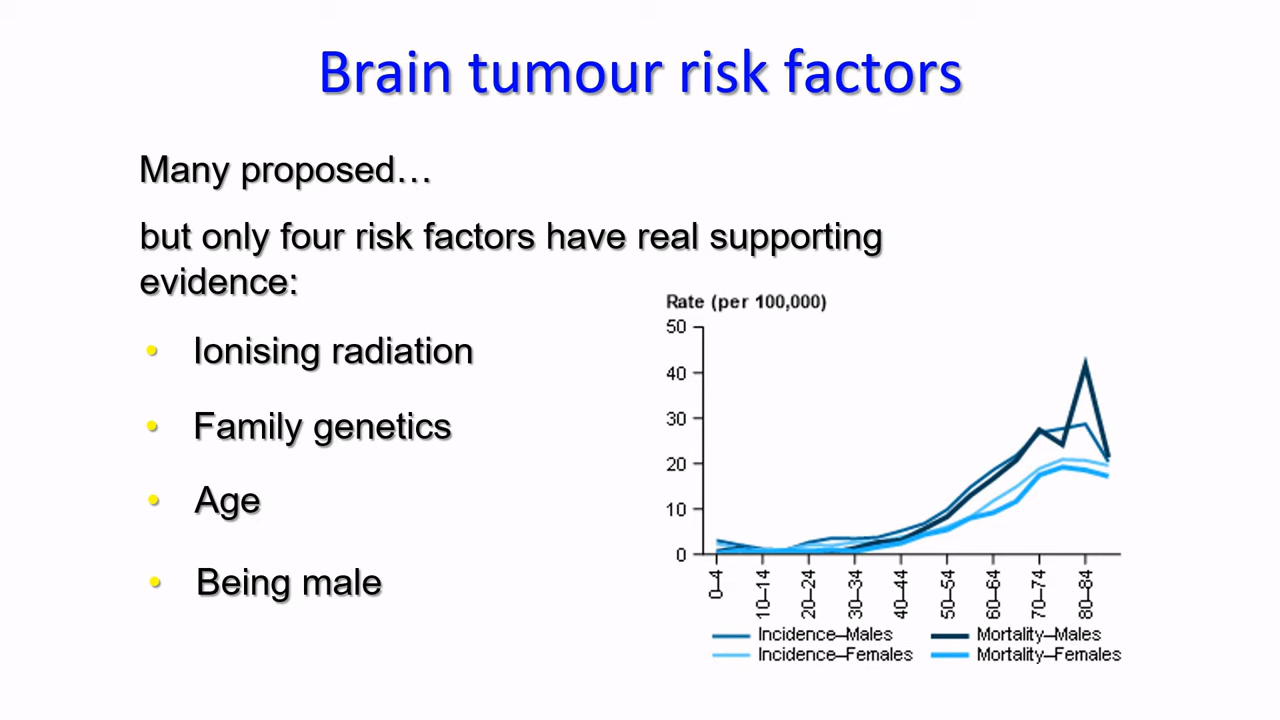 Brain tumour risk factors
Many proposed…
but only four risk factors have real supporting
evidence:
• Ionising radiation
• Family genetics
• Age
• Being male
Rate (per 100,000)
50
40
30
20
10
0
0–4
10–14
20–24
30–34
40–44
50–54
60–64
70–74
80–84
Incidence–Males
Mortality–Males
Incidence–Females
Mortality–Females